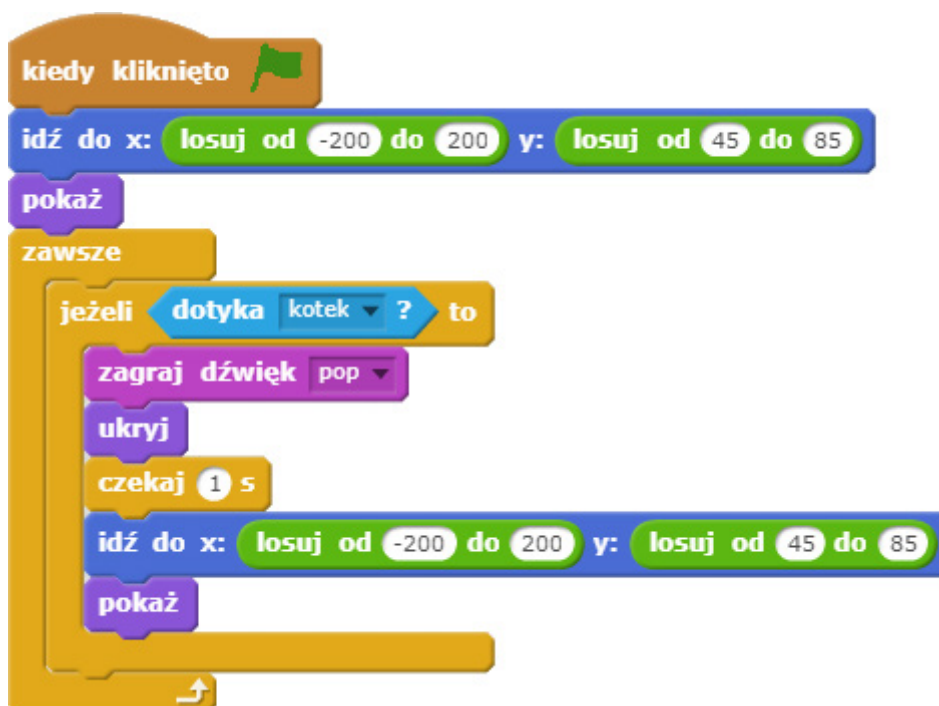 kiedy kliknięto
idź do x: losuj od -200 do 200 y: losuj od 45 do 85
pokaż
zawsze
jeżeli dotyka kotek ? to
zagraj dźwięk pop
ukryj
czekaj 1 s
idź do x: losuj od -200 do 200 y: losuj od 45 do 85
pokaż